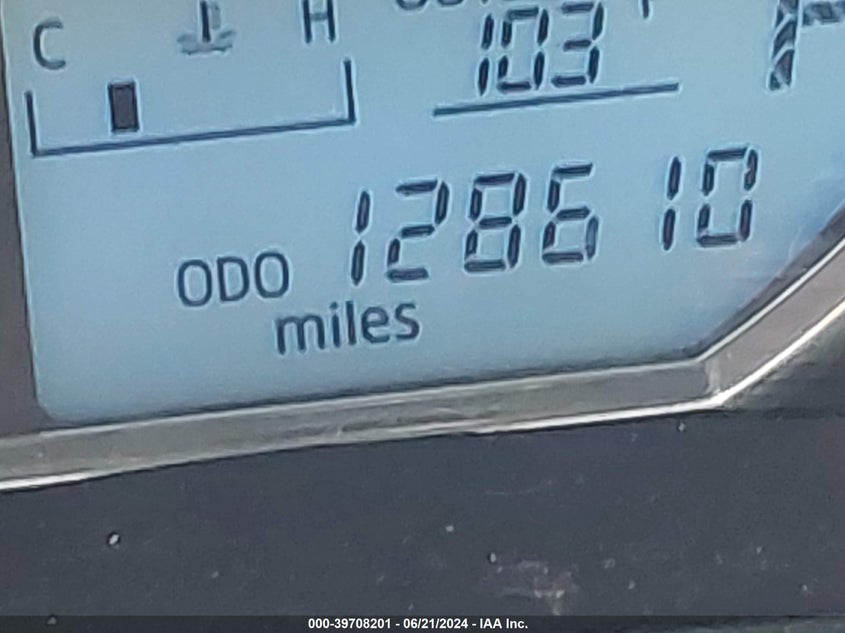 C H
103
ODO 128610
miles
000-39708201 - 06/21/2024 - IAA Inc.